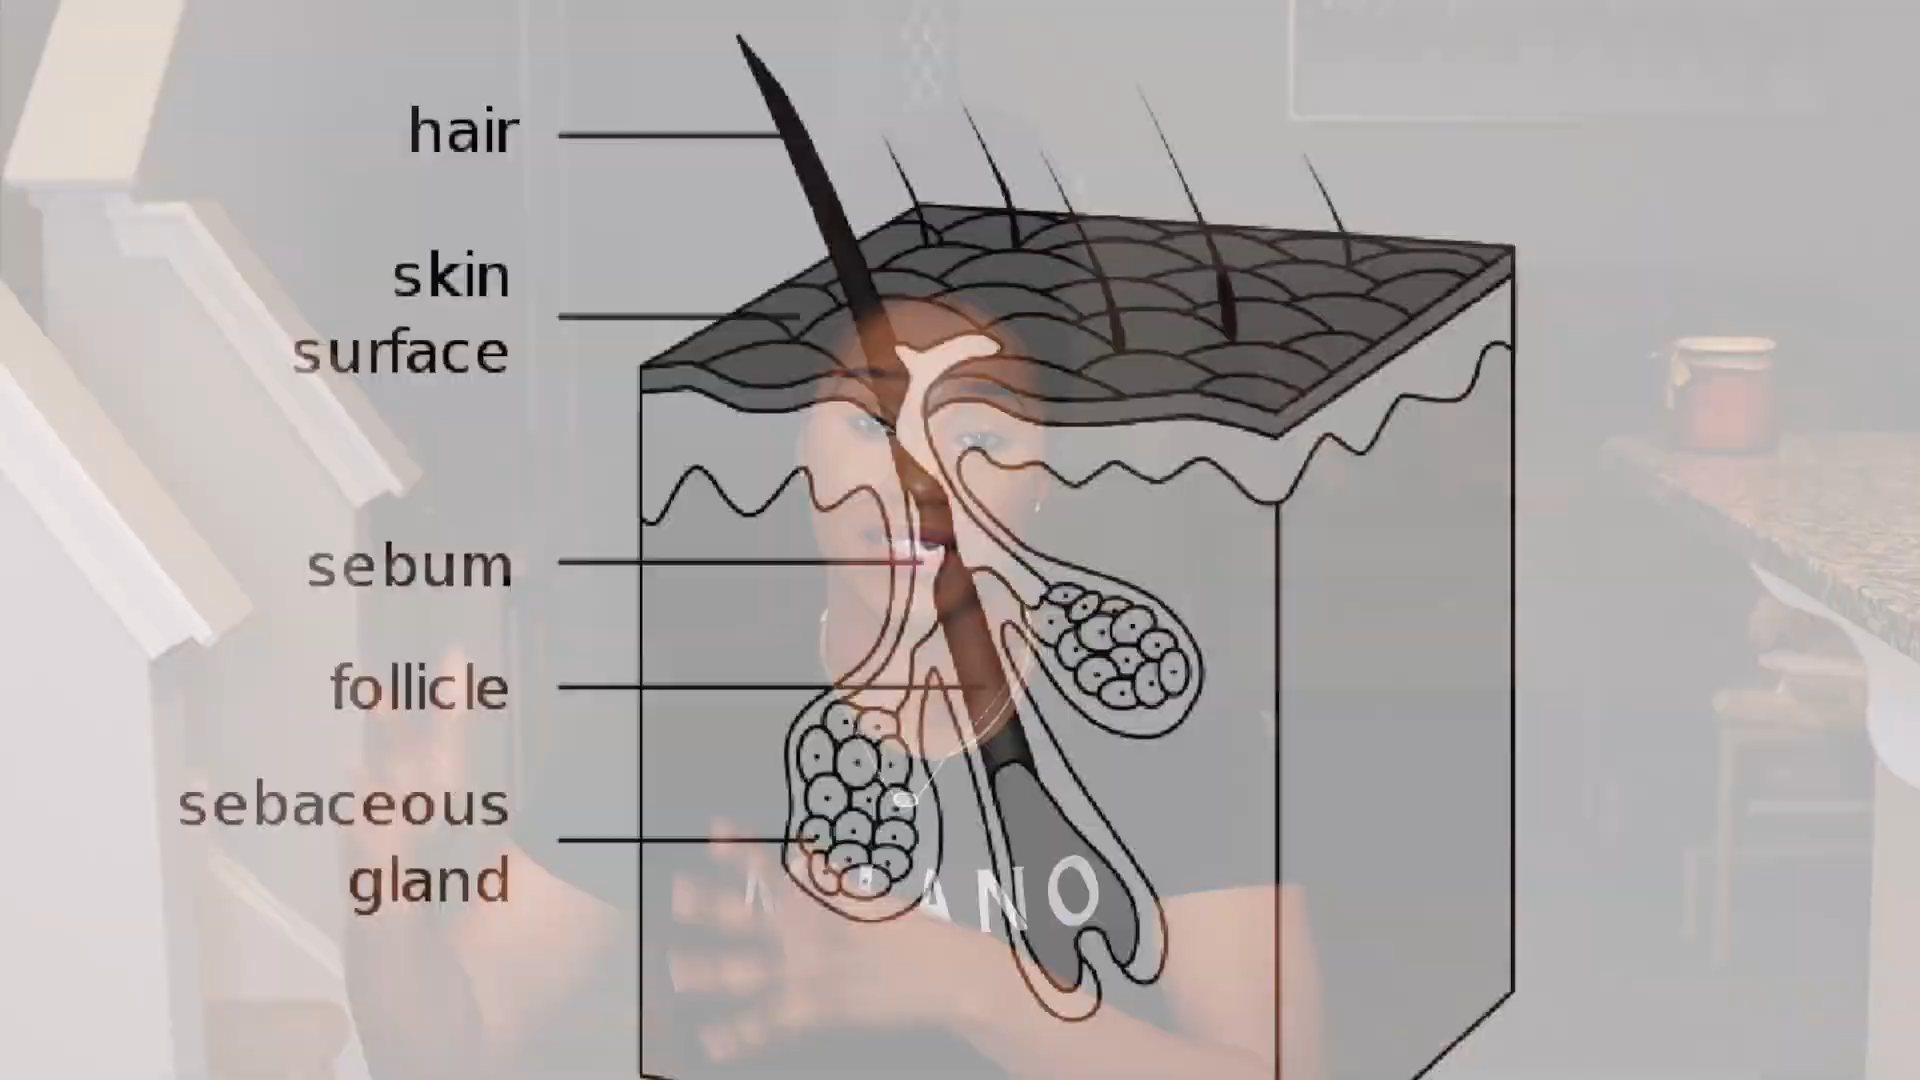 hair
skin
surface
sebum
follicle
sebaceous
gland